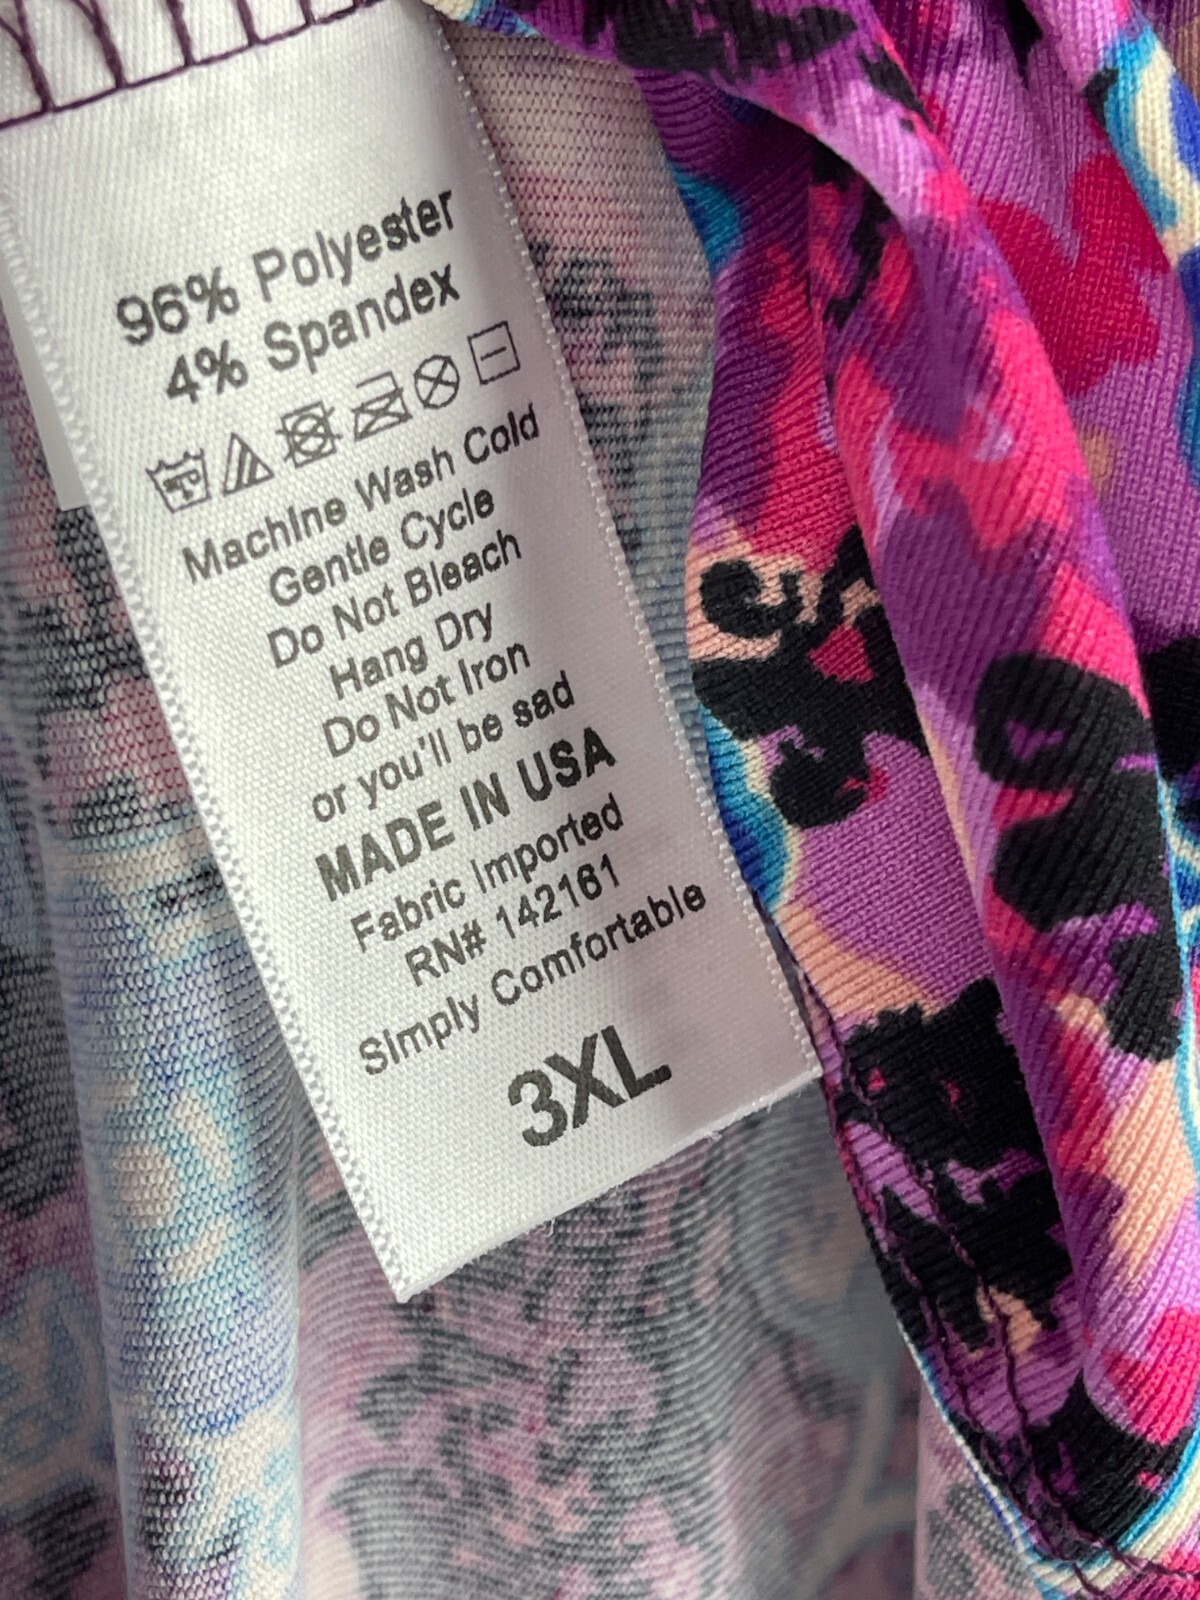 96% Polyester
4% Spandex
Machine Wash Cold
Gentle Cycle
Do Not Bleach
Hang Dry
Do Not Iron
or you'll be sad
MADE IN USA
Fabric Imported
RN# 142161
Simply Comfortable
3XL